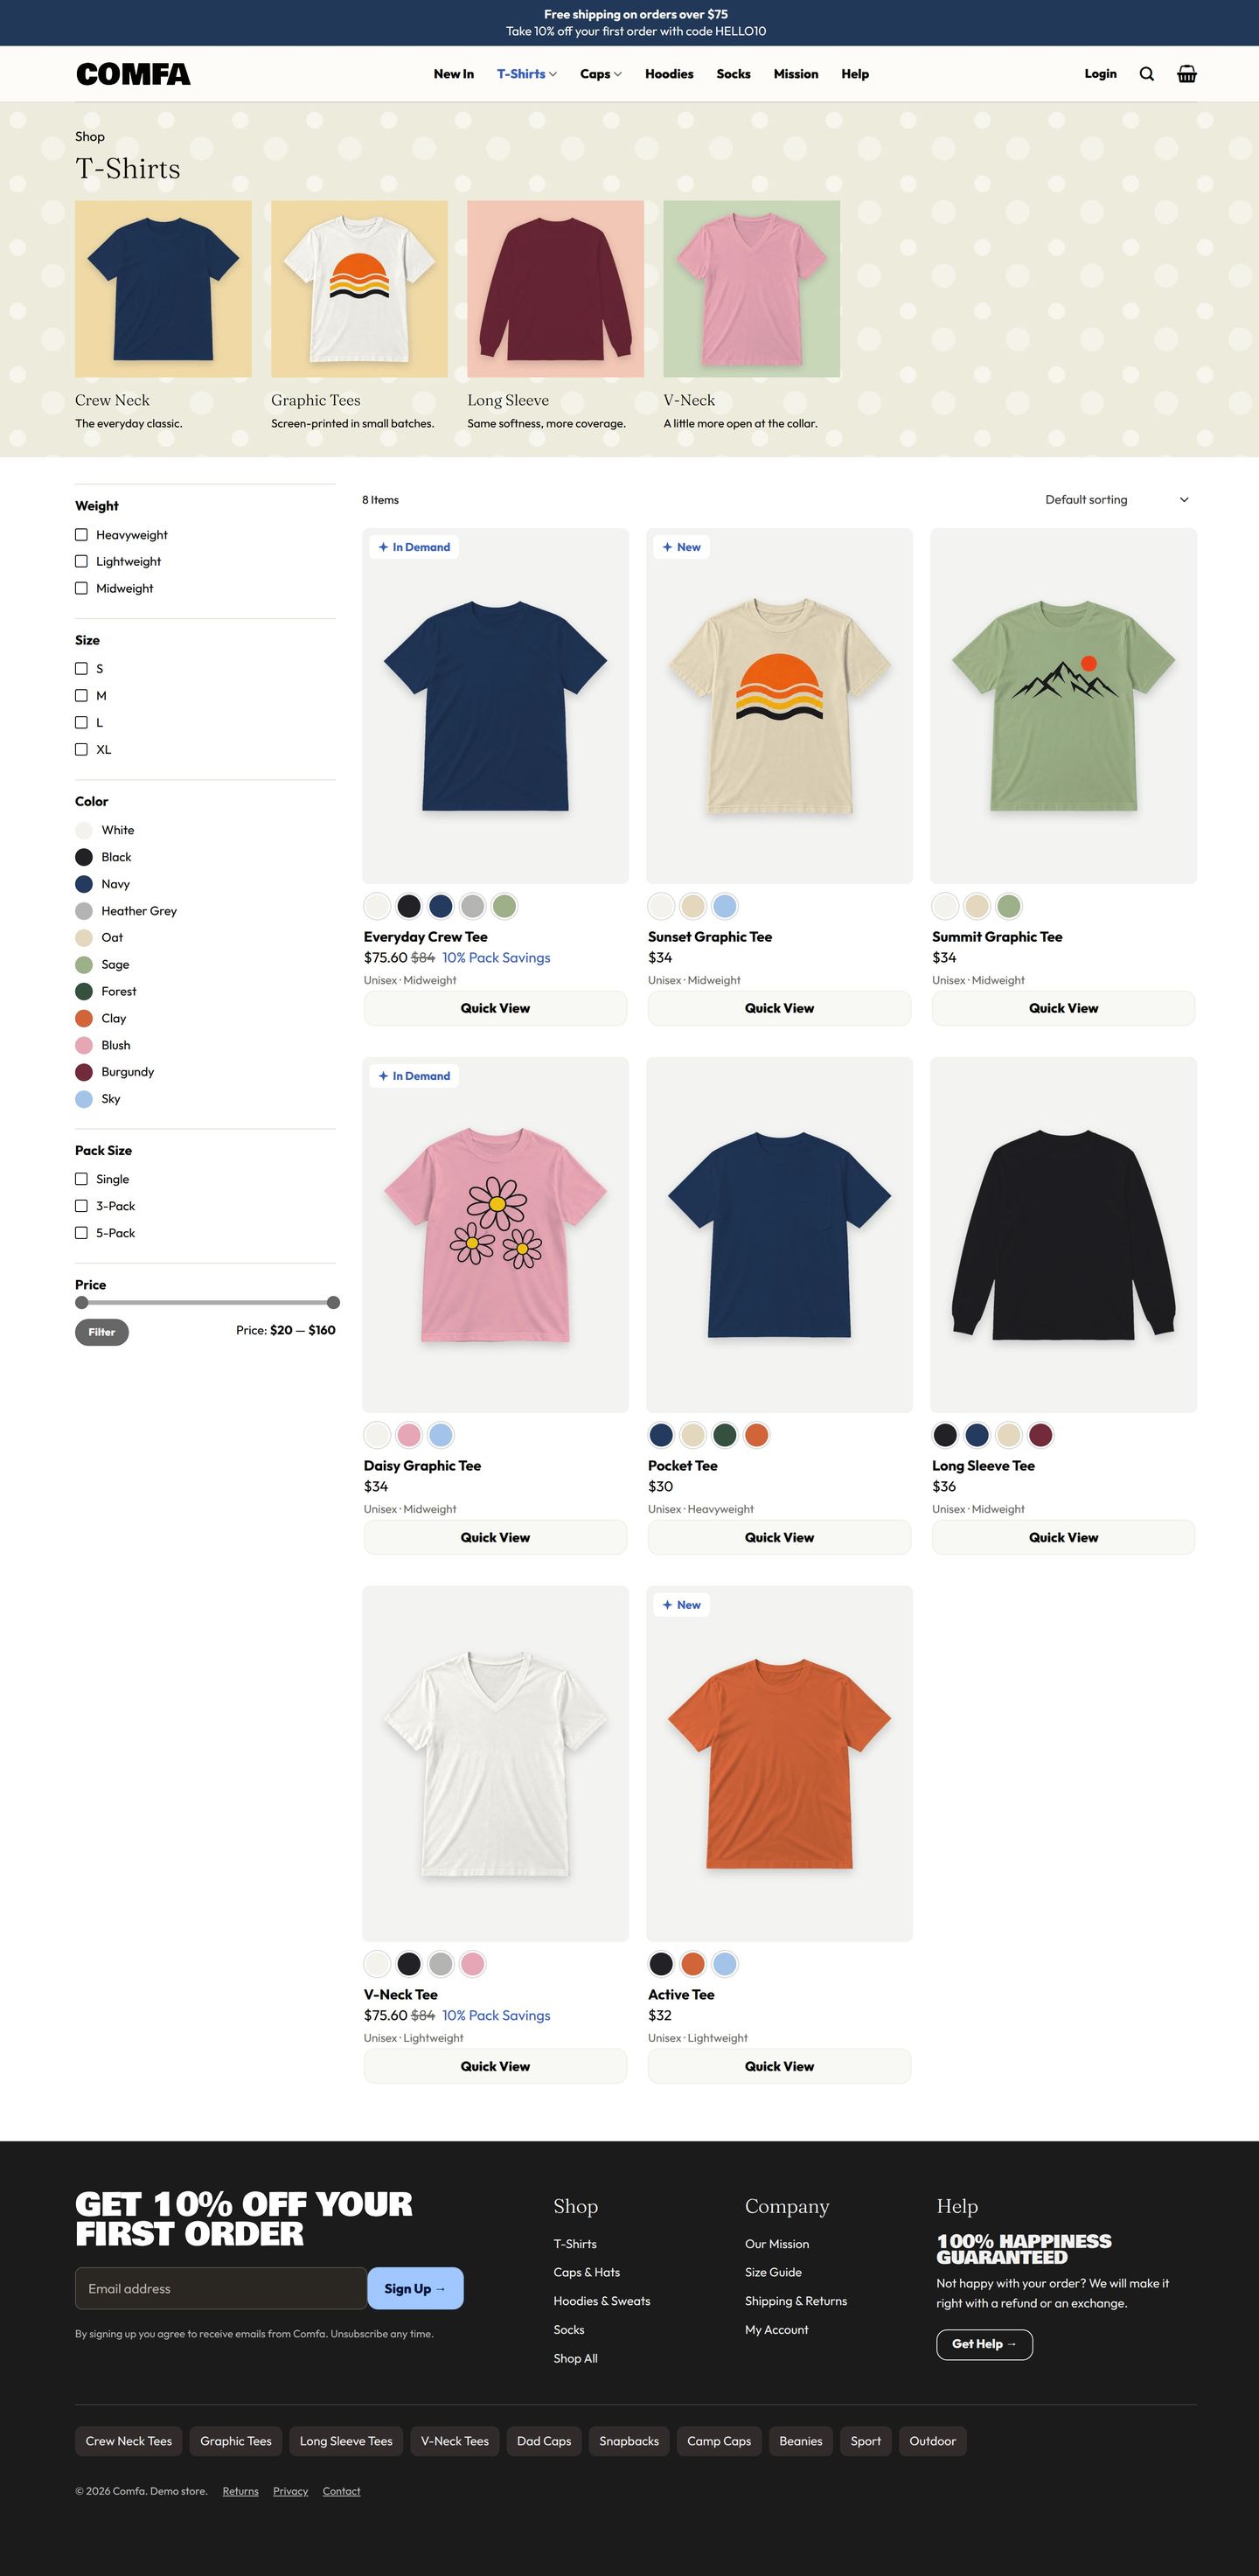 Free shipping on orders over $75
Take 10% off your first order with code HELLO10
COMFA
New In
T-Shirts
Caps
Hoodies
Socks
Mission
Help
Login
Shop
T-Shirts
Crew Neck
The everyday classic.
Graphic Tees
Screen-printed in small batches.
Long Sleeve
Same softness, more coverage.
V-Neck
A little more open at the collar.
Weight
Heavyweight
Lightweight
Midweight
Size
S
M
L
XL
Color
White
Black
Navy
Heather Grey
Oat
Sage
Forest
Clay
Blush
Burgundy
Sky
Pack Size
Single
3-Pack
5-Pack
Price
Filter
Price: $20 — $160
8 Items
Default sorting
In Demand
Everyday Crew Tee
$75.60 $84 10% Pack Savings
Unisex · Midweight
Quick View
New
Sunset Graphic Tee
$34
Unisex · Midweight
Quick View
Summit Graphic Tee
$34
Unisex · Midweight
Quick View
In Demand
Daisy Graphic Tee
$34
Unisex · Midweight
Quick View
Pocket Tee
$30
Unisex · Heavyweight
Quick View
Long Sleeve Tee
$36
Unisex · Midweight
Quick View
V-Neck Tee
$75.60 $84 10% Pack Savings
Unisex · Lightweight
Quick View
New
Active Tee
$32
Unisex · Lightweight
Quick View
GET 10% OFF YOUR
FIRST ORDER
Email address
Sign Up →
By signing up you agree to receive emails from Comfa. Unsubscribe any time.
Shop
T-Shirts
Caps & Hats
Hoodies & Sweats
Socks
Shop All
Company
Our Mission
Size Guide
Shipping & Returns
My Account
Help
100% HAPPINESS
GUARANTEED
Not happy with your order? We will make it
right with a refund or an exchange.
Get Help →
Crew Neck Tees
Graphic Tees
Long Sleeve Tees
V-Neck Tees
Dad Caps
Snapbacks
Camp Caps
Beanies
Sport
Outdoor
© 2026 Comfa. Demo store.
Returns
Privacy
Contact